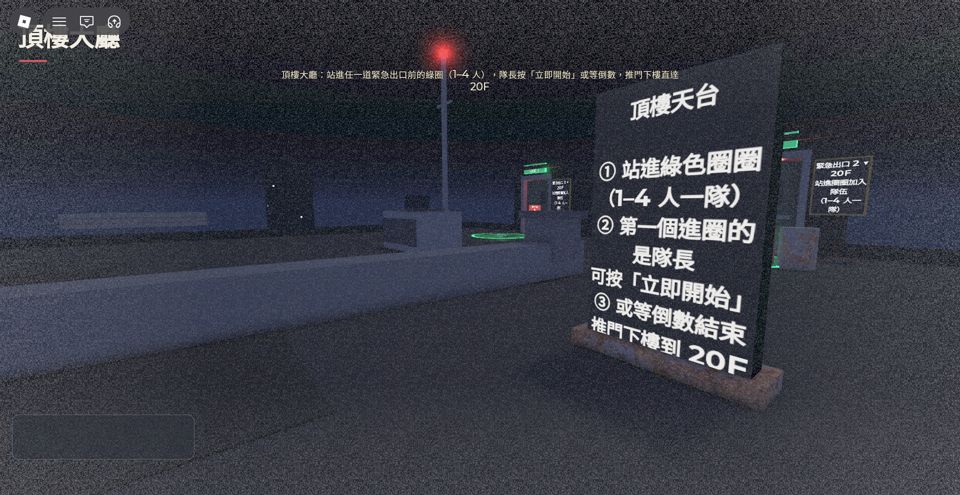 頂樓大廳
頂樓大廳：站進任一道緊急出口前的綠圈（1–4 人），隊長按「立即開始」或等倒數，推門下樓直達
20F
頂樓天台
① 站進綠色圈圈
（1–4 人一隊）
② 第一個進圈的
是隊長
可按「立即開始」
③ 或等倒數結束
推門下樓到 20F
緊急出口 2
20F
站進圈圈加入
隊伍
（1–4 人一
隊）